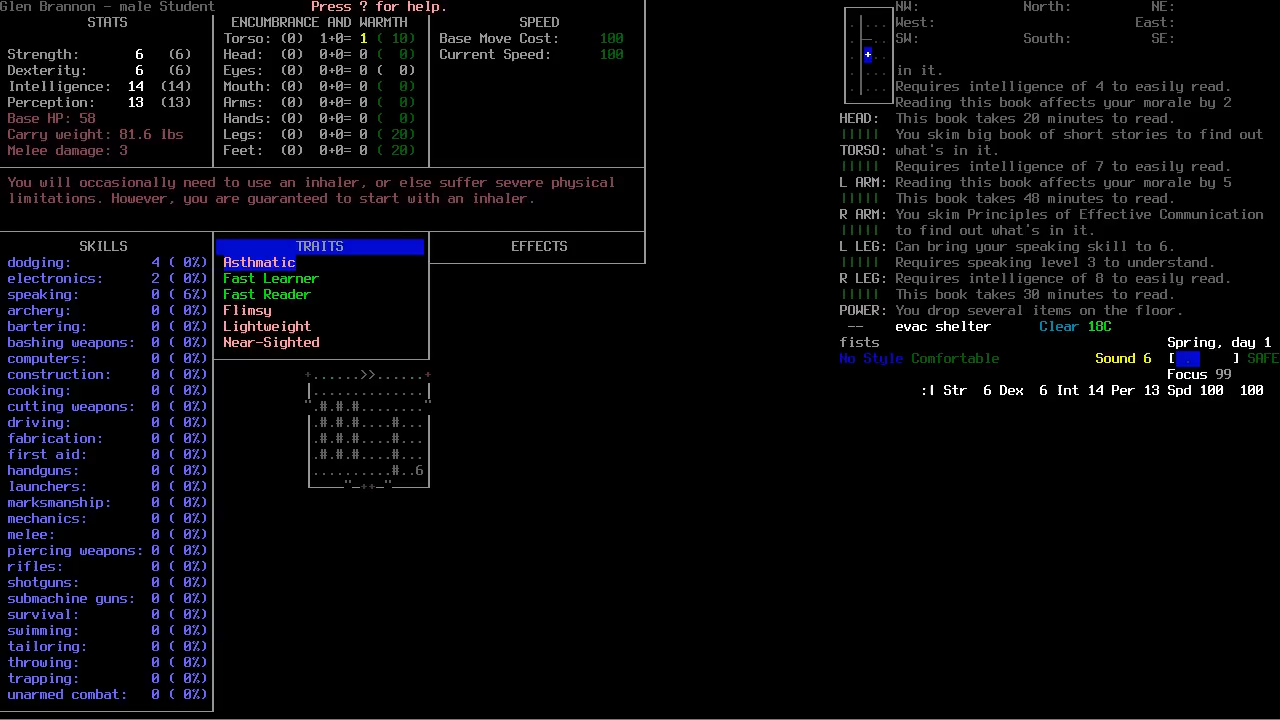 Glen Brannon - male Student Press ? for help.
STATS
Strength: 6 (6)
Dexterity: 6 (6)
Intelligence: 14 (14)
Perception: 13 (13)
Base HP: 58
Carry weight: 81.6 lbs
Melee damage: 3
ENCUMBRANCE AND WARMTH
Torso: (0) 1+0= 1 ( 10)
Head: (0) 0+0= 0 ( 0)
Eyes: (0) 0+0= 0 ( 0)
Mouth: (0) 0+0= 0 ( 0)
Arms: (0) 0+0= 0 ( 0)
Hands: (0) 0+0= 0 ( 0)
Legs: (0) 0+0= 0 ( 20)
Feet: (0) 0+0= 0 ( 20)
SPEED
Base Move Cost: 100
Current Speed: 100
You will occasionally need to use an inhaler, or else suffer severe physical
limitations. However, you are guaranteed to start with an inhaler.
SKILLS
dodging: 4 ( 0%)
electronics: 2 ( 0%)
speaking: 0 ( 6%)
archery: 0 ( 0%)
bartering: 0 ( 0%)
bashing weapons: 0 ( 0%)
computers: 0 ( 0%)
construction: 0 ( 0%)
cooking: 0 ( 0%)
cutting weapons: 0 ( 0%)
driving: 0 ( 0%)
fabrication: 0 ( 0%)
first aid: 0 ( 0%)
handguns: 0 ( 0%)
launchers: 0 ( 0%)
marksmanship: 0 ( 0%)
mechanics: 0 ( 0%)
melee: 0 ( 0%)
piercing weapons: 0 ( 0%)
rifles: 0 ( 0%)
shotguns: 0 ( 0%)
submachine guns: 0 ( 0%)
survival: 0 ( 0%)
swimming: 0 ( 0%)
tailoring: 0 ( 0%)
throwing: 0 ( 0%)
trapping: 0 ( 0%)
unarmed combat: 0 ( 0%)
TRAITS
Asthmatic
Fast Learner
Fast Reader
Flimsy
Lightweight
Near-Sighted
EFFECTS
+......>>......+
|..............|
".#.#.#........"
|.#.#.#....#...
|.#.#.#....#...
|.#.#.#....#...
|..........#..6
NW: North: NE:
West: East:
SW: South: SE:
in it.
Requires intelligence of 4 to easily read.
Reading this book affects your morale by 2
HEAD: This book takes 20 minutes to read.
||||| You skim big book of short stories to find out
TORSO: what's in it.
||||| Requires intelligence of 7 to easily read.
L ARM: Reading this book affects your morale by 5
||||| This book takes 48 minutes to read.
R ARM: You skim Principles of Effective Communication
||||| to find out what's in it.
L LEG: Can bring your speaking skill to 6.
||||| Requires speaking level 3 to understand.
R LEG: Requires intelligence of 8 to easily read.
||||| This book takes 30 minutes to read.
POWER: You drop several items on the floor.
-- evac shelter Clear 18C
fists Spring, day 1
No Style Comfortable Sound 6 [.. ] SAFE
Focus 99
:| Str 6 Dex 6 Int 14 Per 13 Spd 100 100